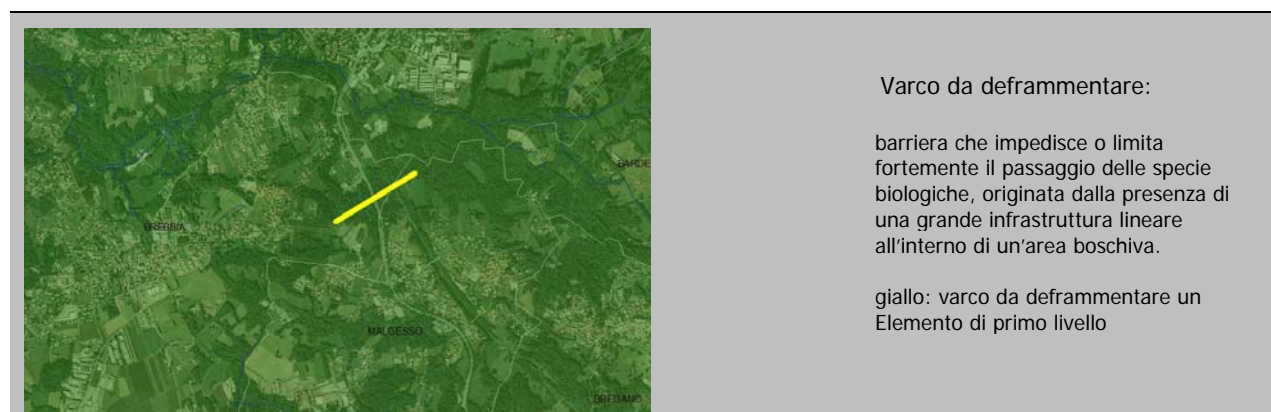 Varco da deframmentare:
barriera che impedisce o limita
fortemente il passaggio delle specie
biologiche, originata dalla presenza di
una grande infrastruttura lineare
all'interno di un'area boschiva.
giallo: varco da deframmentare un
Elemento di primo livello
BARDE
BREBBIA
MALGESSO
BREGANO